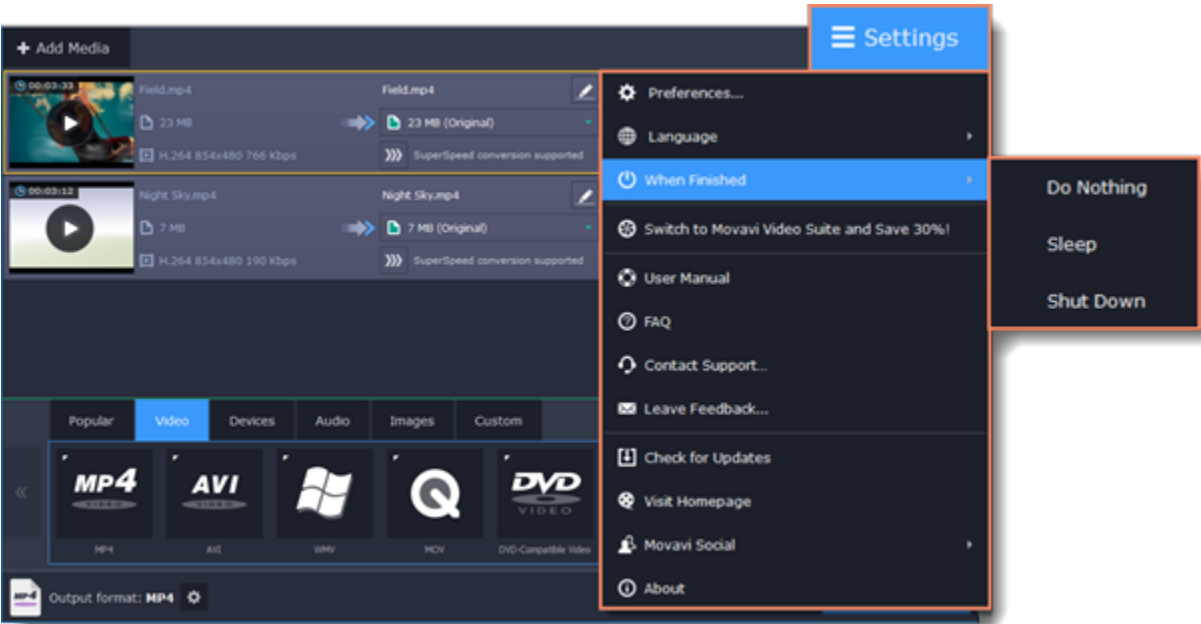 Settings
+ Add Media
00:03:33
Field.mp4
Field.mp4
23 MB
23 MB (Original)
H.264 854x480 766 Kbps
SuperSpeed conversion supported
00:03:12
Night Sky.mp4
Night Sky.mp4
7 MB
7 MB (Original)
H.264 854x480 190 Kbps
SuperSpeed conversion supported
Preferences...
Language
When Finished
Switch to Movavi Video Suite and Save 30%!
User Manual
FAQ
Contact Support...
Leave Feedback...
Check for Updates
Visit Homepage
Movavi Social
About
Do Nothing
Sleep
Shut Down
Popular
Video
Devices
Audio
Images
Custom
MP4
VIDEO
AVI
VIDEO
DVD
VIDEO
MP4
AVI
WMV
MOV
DVD-Compatible Video
MP4
Output format: MP4